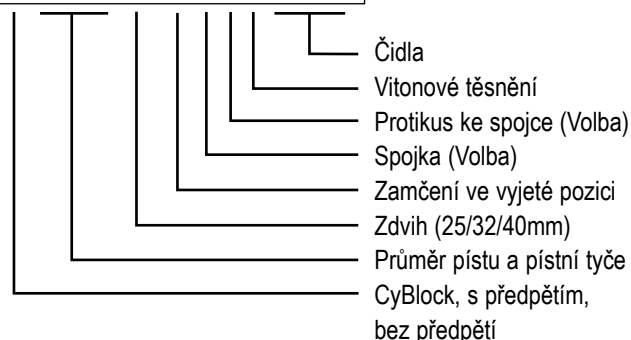 Čidla
Vitonové těsnění
Protikus ke spojce (Volba)
Spojka (Volba)
Zamčení ve vyjeté pozici
Zdvih (25/32/40mm)
Průměr pístu a pístní tyče
CyBlock, s předpětím,
bez předpětí